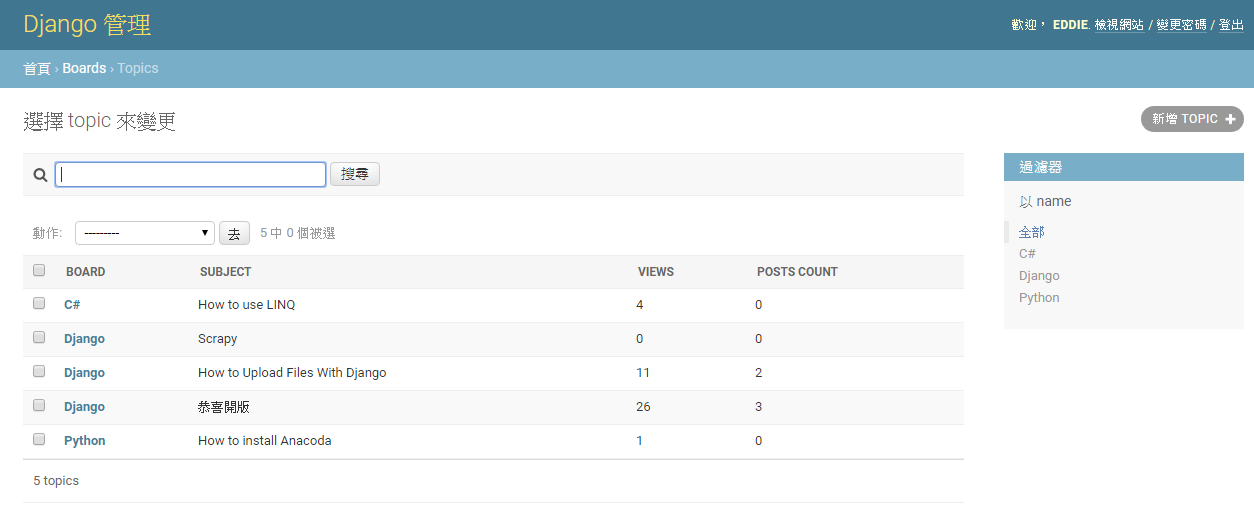 Django 管理
歡迎， EDDIE. 檢視網站 / 變更密碼 / 登出
首頁 › Boards › Topics
選擇 topic 來變更
新增 TOPIC +
搜尋
動作: --------- 去 5 中 0 個被選
BOARD SUBJECT VIEWS POSTS COUNT
C# How to use LINQ 4 0
Django Scrapy 0 0
Django How to Upload Files With Django 11 2
Django 恭喜開版 26 3
Python How to install Anacoda 1 0
5 topics
過濾器
以 name
全部
C#
Django
Python